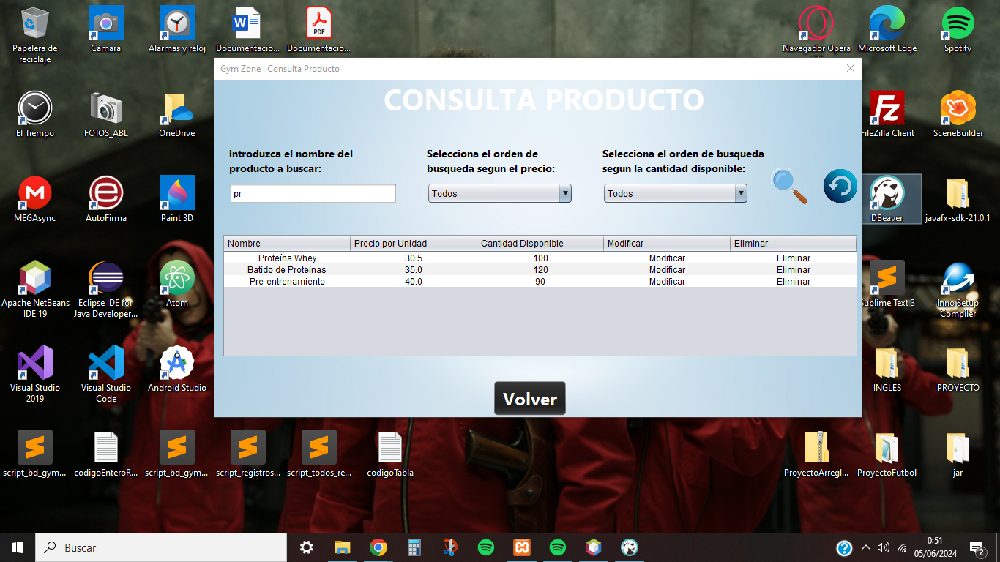 Papelera de
reciclaje
Cámara
Alarmas y reloj
Documentacio...
PDF
Documentacio...
Navegador Opera
Microsoft Edge
Spotify
Gym Zone | Consulta Producto
CONSULTA PRODUCTO
El Tiempo
FOTOS_ABL
OneDrive
FileZilla Client
SceneBuilder
Introduzca el nombre del
producto a buscar:
Selecciona el orden de
busqueda segun el precio:
Selecciona el orden de busqueda
segun la cantidad disponible:
pr
Todos
Todos
MEGAsync
AutoFirma
Paint 3D
DBeaver
javafx-sdk-21.0.1
Nombre Precio por Unidad Cantidad Disponible Modificar Eliminar
Proteína Whey 30.5 100 Modificar Eliminar
Batido de Proteínas 35.0 120 Modificar Eliminar
Pre-entrenamiento 40.0 90 Modificar Eliminar
Apache NetBeans
IDE 19
Eclipse IDE for
Java Developer...
Atom
Sublime Text 3
Inno Setup
Compiler
Visual Studio
2019
Visual Studio
Code
Android Studio
INGLES
PROYECTO
Volver
script_bd_gym...
codigoEnteroR...
script_bd_gym...
script_registros...
script_todos_re...
codigoTabla
ProyectoArregl...
ProyectoFutbol
jar
Buscar
0:51
05/06/2024
2